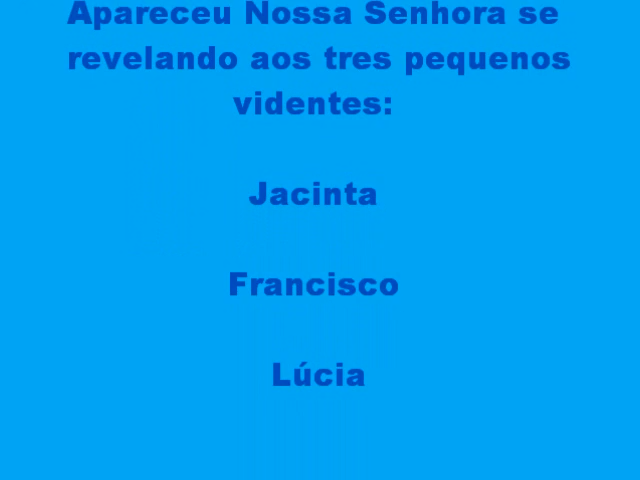 Apareceu Nossa Senhora se
revelando aos tres pequenos
videntes:
Jacinta
Francisco
Lúcia